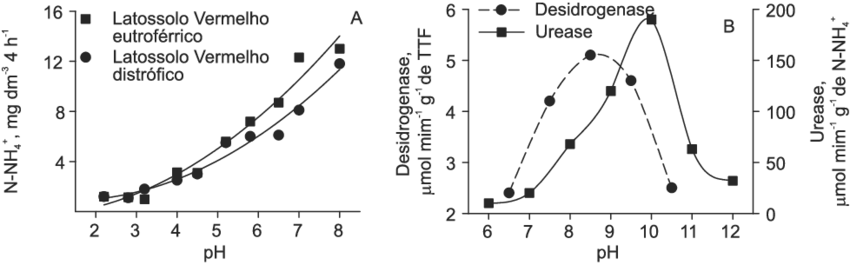 A
Latossolo Vermelho
eutroférrico
Latossolo Vermelho
distrófico
N-NH4+, mg dm-3 4 h-1
16
12
8
4
2 3 4 5 6 7 8
pH
B
Desidrogenase
Urease
Desidrogenase,
µmol mim-1 g-1 de TTF
6
5
4
3
2
200
150
100
50
0
Urease,
µmol mim-1 g-1 de N-NH4+
6 7 8 9 10 11 12
pH